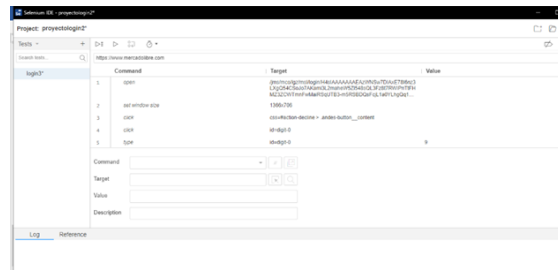 Selenium IDE - proyectologin2*
Project: proyectologin2*
Tests +
Search tests...
login3*
https://www.mercadolibre.com
Command Target Value
1 open
2 set window size 1366x706
3 click css=#action-decline > .andes-button__content
4 click id=digit-0
5 type id=digit-0 9
Command
Target
Value
Description
Log Reference